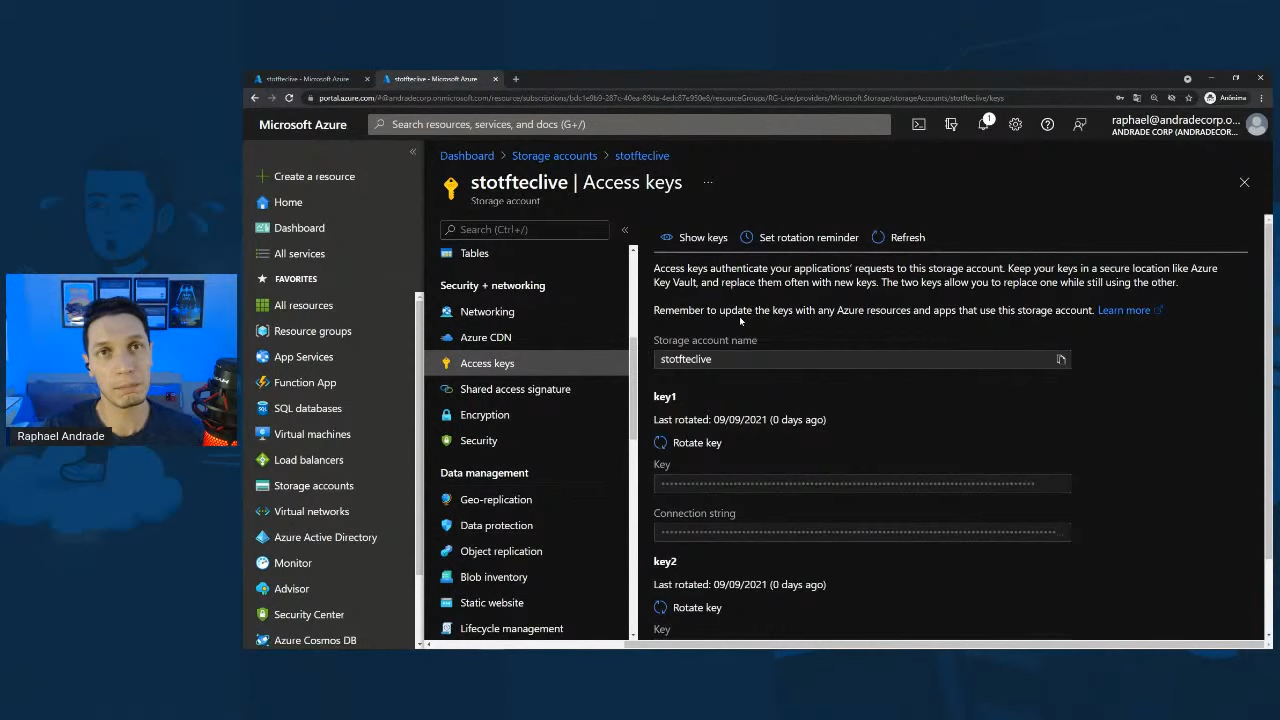 stotfteclive - Microsoft Azure
stotfteclive - Microsoft Azure
Anônima
Microsoft Azure
Search resources, services, and docs (G+/)
1
raphael@andradecorp.o...
ANDRADE CORP (ANDRADECOR...
Create a resource
Home
Dashboard
All services
FAVORITES
All resources
Resource groups
App Services
Function App
SQL databases
Virtual machines
Load balancers
Storage accounts
Virtual networks
Azure Active Directory
Monitor
Advisor
Security Center
Azure Cosmos DB
Dashboard > Storage accounts > stotfteclive
stotfteclive | Access keys ...
Storage account
Search (Ctrl+/)
Tables
Security + networking
Networking
Azure CDN
Access keys
Shared access signature
Encryption
Security
Data management
Geo-replication
Data protection
Object replication
Blob inventory
Static website
Lifecycle management
Show keys Set rotation reminder Refresh
Access keys authenticate your applications' requests to this storage account. Keep your keys in a secure location like Azure
Key Vault, and replace them often with new keys. The two keys allow you to replace one while still using the other.
Remember to update the keys with any Azure resources and apps that use this storage account. Learn more
Storage account name
stotfteclive
key1
Last rotated: 09/09/2021 (0 days ago)
Rotate key
Key
Connection string
key2
Last rotated: 09/09/2021 (0 days ago)
Rotate key
Key
Raphael Andrade